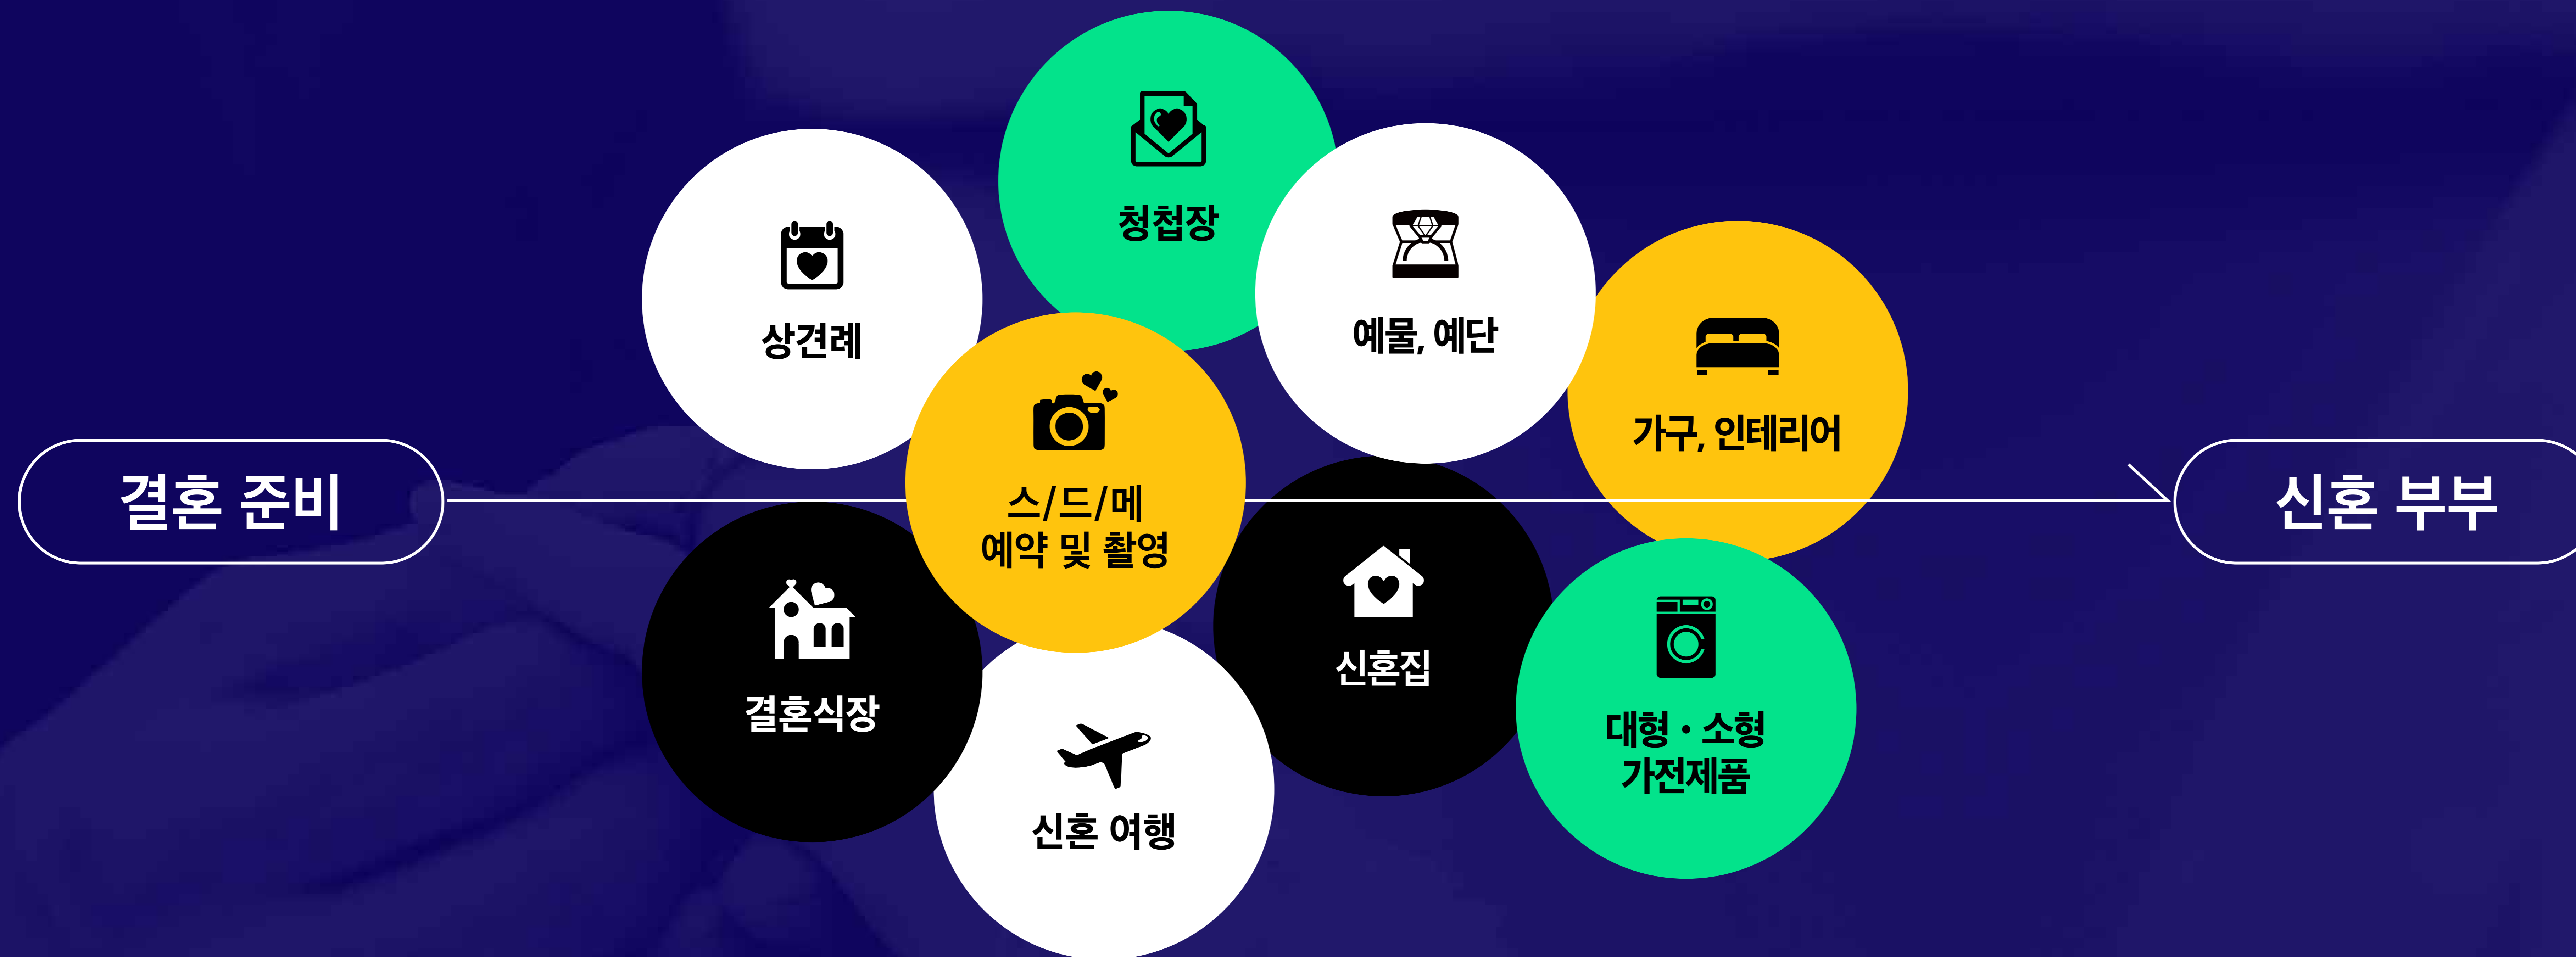 결혼 준비
상견례
결혼식장
청첩장
스/드/메
예약 및 촬영
신혼 여행
예물, 예단
신혼집
가구, 인테리어
대형 · 소형
가전제품
신혼 부부